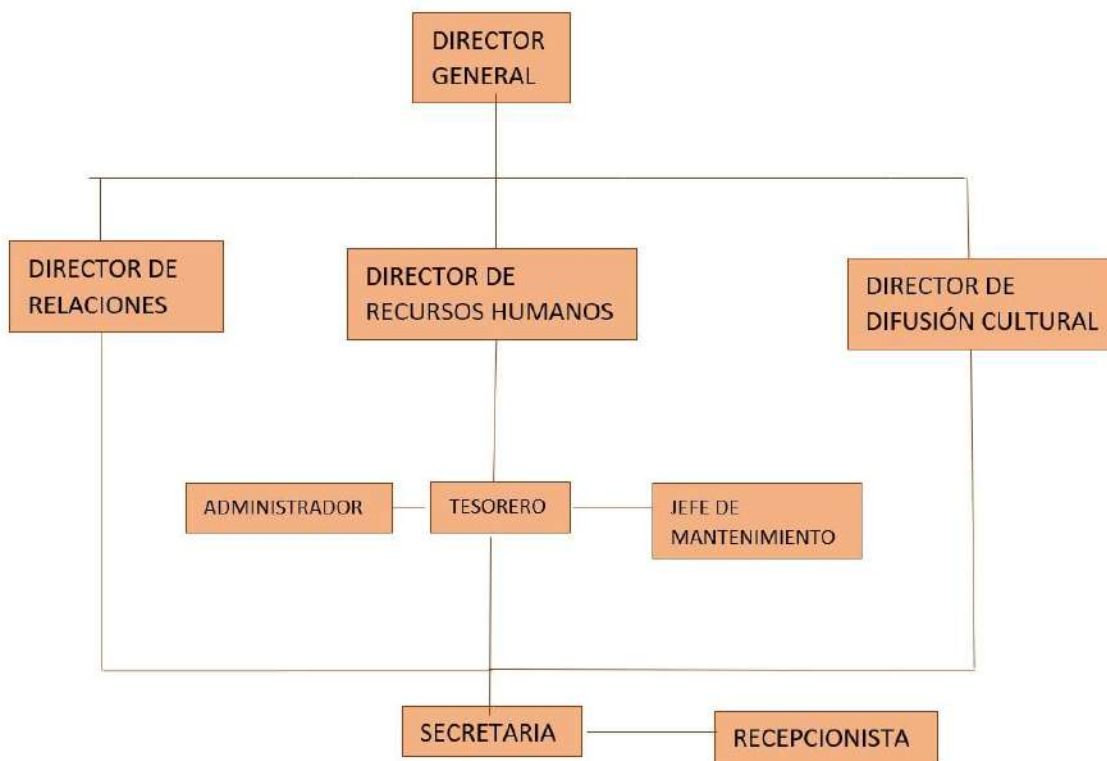 DIRECTOR
GENERAL
DIRECTOR DE
RELACIONES
DIRECTOR DE
RECURSOS HUMANOS
DIRECTOR DE
DIFUSIÓN CULTURAL
ADMINISTRADOR
TESORERO
JEFE DE
MANTENIMIENTO
SECRETARIA
RECEPCIONISTA